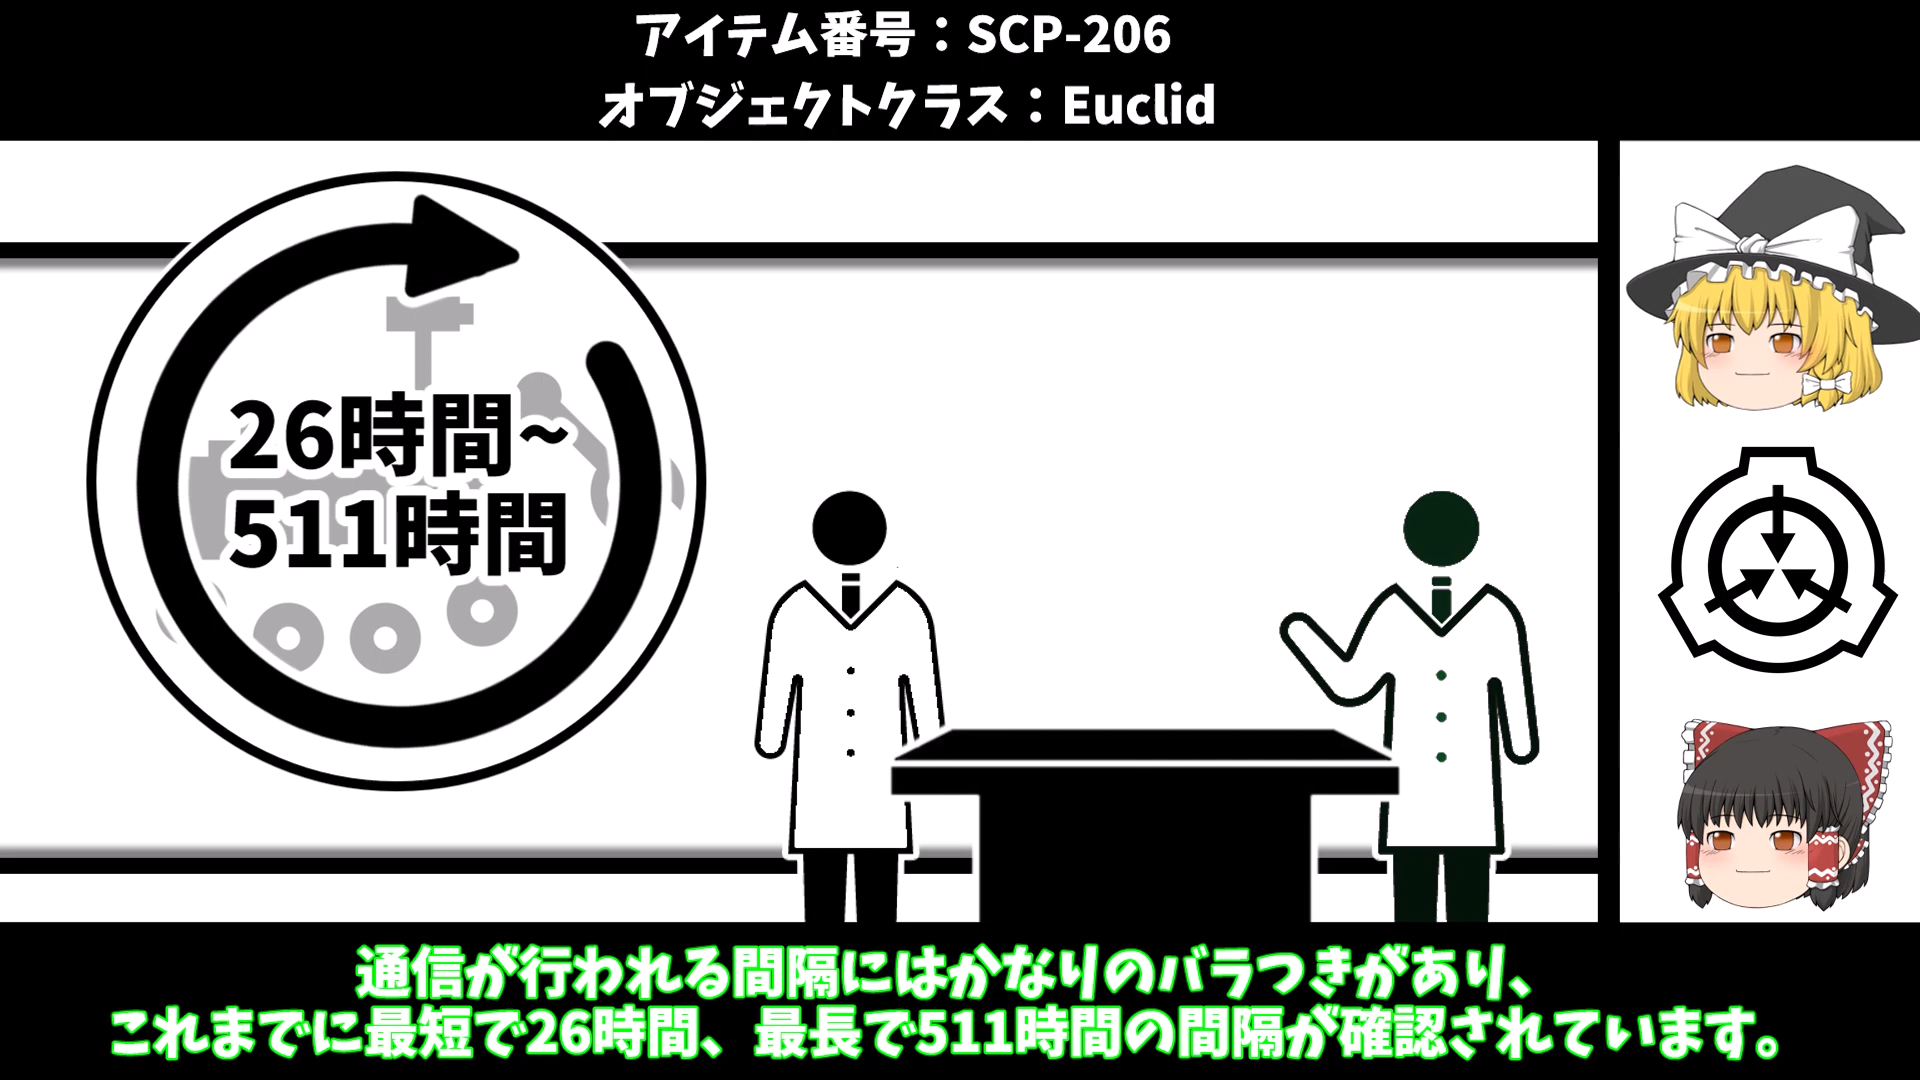 アイテム番号：SCP-206
オブジェクトクラス：Euclid
26時間~
511時間
通信が行われる間隔にはかなりのバラつきがあり、
これまでに最短で26時間、最長で511時間の間隔が確認されています。